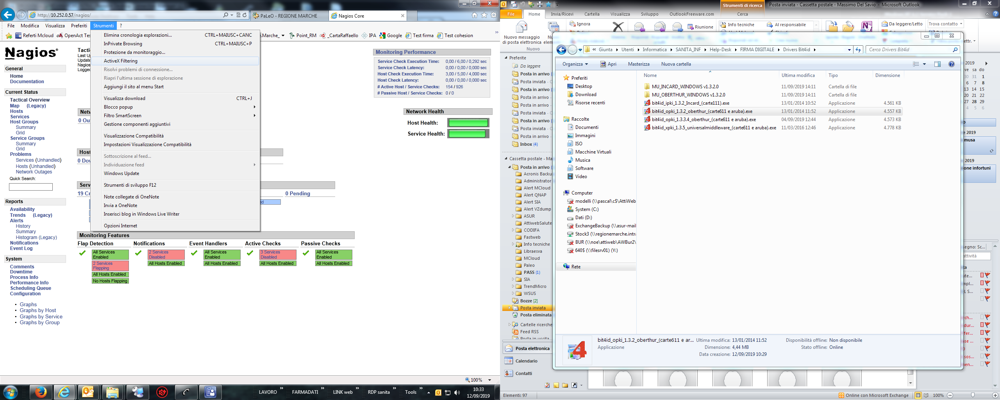 http://10.252.0.57/nagios/
PaLeO - REGIONE MARCHE
Nagios Core
File Modifica Visualizza Preferiti Strumenti ?
Referti Mcloud
OpenAct Tes
e.Marche_
Point_RM
_CartaRaffaello
IPA
Google
Test firma
Test cohesion
Elimina cronologia esplorazioni... CTRL+MAIUSC+CANC
InPrivate Browsing CTRL+MAIUSC+P
Protezione da monitoraggio...
ActiveX Filtering
Risolvi problemi di connessione...
Riapri l'ultima sessione di esplorazione
Aggiungi il sito al menu Start
Visualizza download CTRL+J
Blocco popup
Filtro SmartScreen
Gestione componenti aggiuntivi
Visualizzazione Compatibilità
Impostazioni Visualizzazione Compatibilità
Sottoscrizione al feed...
Individuazione feed
Windows Update
Strumenti di sviluppo F12
Note collegate di OneNote
Invia a OneNote
Inserisci blog in Windows Live Writer
Opzioni Internet
Nagios®
General
Home
Documentation
Current Status
Tactical Overview
Map (Legacy)
Hosts
Services
Host Groups
Summary
Grid
Service Groups
Summary
Grid
Problems
Services (Unhandled)
Hosts (Unhandled)
Network Outages
Quick Search:
Reports
Availability
Trends (Legacy)
Alerts
History
Summary
Histogram (Legacy)
Notifications
Event Log
System
Comments
Downtime
Process Info
Performance Info
Scheduling Queue
Configuration
• Graphs
• Graphs by Host
• Graphs by Service
• Graphs by Group
Tactic
Last Up
Update
Nagios
Logged
Netw
0 Out
Host
0 Dow
Serv
19 Cr
0 Pending
ed
Monitoring Performance
Service Check Execution Time: 0,00 / 6,00 / 0,292 sec
Service Check Latency: 0,00 / 0,00 / 0,000 sec
Host Check Execution Time: 3,00 / 5,00 / 4,000 sec
Host Check Latency: 0,00 / 0,00 / 0,000 sec
# Active Host / Service Checks: 154 / 926
# Passive Host / Service Checks: 0 / 0
Network Health
Host Health:
Service Health:
Monitoring Features
Flap Detection Notifications Event Handlers Active Checks Passive Checks
All Services Enabled
2 Services Flapping
All Hosts Enabled
No Hosts Flapping
2 Services Disabled
All Hosts Enabled
All Services Enabled
All Hosts Enabled
3 Services Disabled
All Hosts Enabled
All Services Enabled
All Hosts Enabled
100%
LAVORO » FARMADATI » LINK web » RDP sanita » Tools »
10:33
12/09/2019
Strumenti di ricerca
Posta inviata - Cassetta postale - Massimo Del Savio - Microsoft Outlook
File Home Invia/Ricevi Cartella Visualizza Sviluppo OutlookFreeware.com Cerca
Nuovo messaggio
di posta elettronica
Nu
elem
Nuovo
Ignora
Riunione
Info tecniche
Al responsabile
Da leggere/Letto
Trova contatto
ettr.
Preferite
Da leggere
Posta in arrivo (
Posta inviata - C
Posta in arrivo (
Posta in arrivo -
Posta in arrivo -
Posta inviata - C
Posta in arrivo (
Posta inviata -
Posta in arrivo -
Inbox (4)
Cassetta postale - Ma
Posta in arrivo (
Acronis Backu
Administrator
Alert MCloud
Alert QNAP
Alert SIA
Alert VZdump
ASUR
AttiwebSalute
CODIFA
Fastweb
Info tecniche
Libraesva
MCloud
Paleo
PASS (1)
SIA
TrendMicro
WSUS
Bozze [2]
Posta inviata
Posta eliminata
Cartelle ricerche
Feed RSS
Posta in uscita
Posta elettronica
Calendario
Contatti
Elementi: 97
Online con Microsoft Exchange
100%
« Giunta Utenti Informatica SANITA_INF Help-Desk FIRMA DIGITALE Drivers Bit4id
Cerca Drivers Bit4id
Organizza Apri Masterizza Nuova cartella
Preferiti
Desktop
Download
Risorse recenti
Raccolte
Documenti
Immagini
ISO
Macchine Virtuali
Musica
Software
Video
Computer
modelli (\\pascal\c$\AttiWeb
System (C:)
Dati (D:)
ExchangeBackup (\\asur-mail
Stock3 (\\regionemarche.intra
BUR (\\noe\attiweb\AWBur2\
640$ (\\filesrv01) (Y:)
Rete
Nome Ultima modifica Tipo Dimensione
MU_INCARD_WINDOWS v1.3.2.0 11/09/2019 14:11 Cartella di file
MU_OBERTHUR_WINDOWS v1.3.2.0 11/09/2019 14:11 Cartella di file
bit4id_ipki_1.3.2_Incard_(carte111).exe 13/01/2014 10:52 Applicazione 4.561 KB
bit4id_opki_1.3.2_oberthur_(carte611 e aruba).exe 13/01/2014 11:52 Applicazione 4.557 KB
bit4id_opki_1.3.3.4_oberthur_(carte611 e aruba).exe 04/09/2019 12:44 Applicazione 4.573 KB
bit4id_xpki_1.3.5_universalmiddleware_(carte611 e aruba).exe 11/03/2016 12:46 Applicazione 4.778 KB
bit4id_opki_1.3.2_oberthur_(carte611 e ar... Ultima modifica: 13/01/2014 11:52 Disponibilità offline: Non disponibile
Applicazione Dimensione: 4,44 MB Stato offline: Online
Data creazione: 12/09/2019 10:29
2019
ve sa do
30 31 1
6 7 8
13 14 15
20 21 22
27 28 29
4 5 6
e 2019
musa
2019
one infortuni
segno: Sc...
attività
ta
ute...
mpl...
L S...
rch...
dur...
ffer...
ase ...
sos...
men...